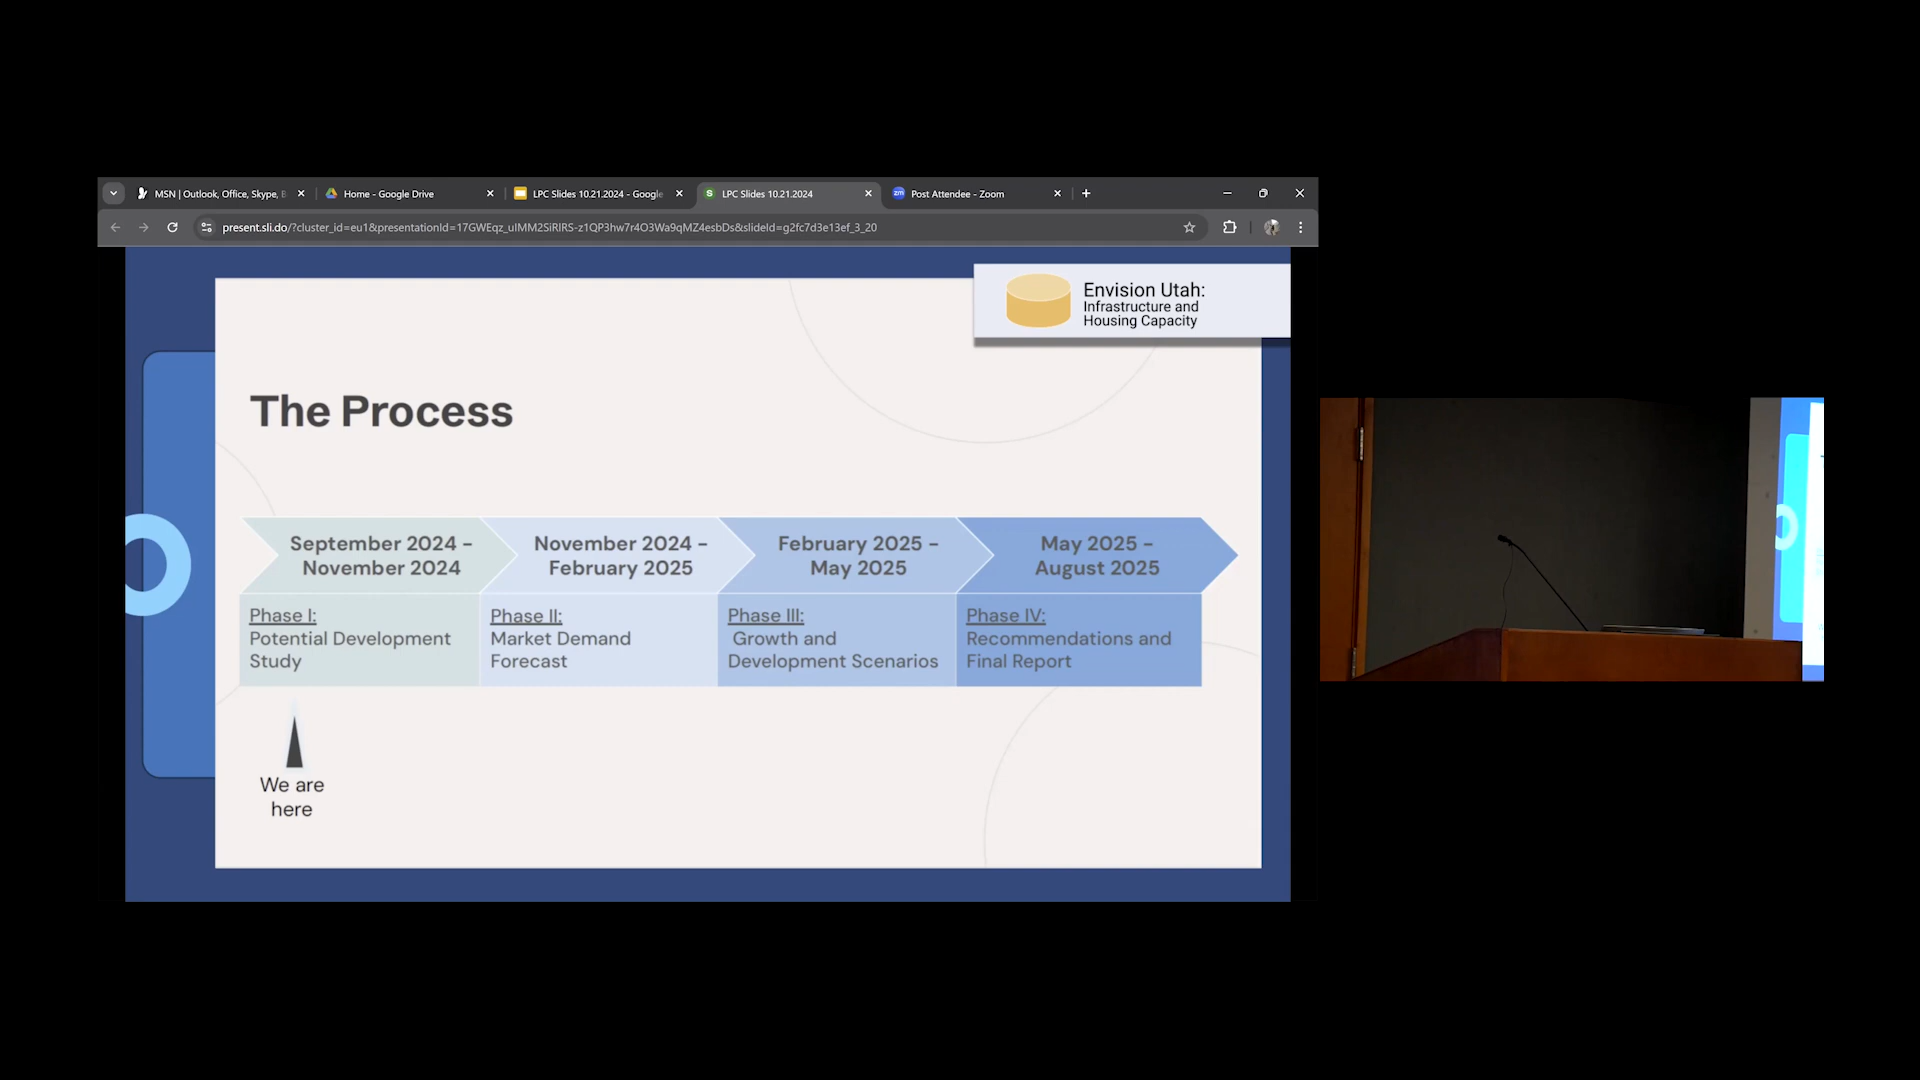 MSN | Outlook, Office, Skype, B
Home - Google Drive
LPC Slides 10.21.2024 - Google
S
LPC Slides 10.21.2024
zm
Post Attendee - Zoom
present.sli.do/?cluster_id=eu1&presentationId=17GWEqz_uIMM2SiRlRS-z1QP3hw7r4O3Wa9qMZ4esbDs&slideId=g2fc7d3e13ef_3_20
Envision Utah:
Infrastructure and
Housing Capacity
The Process
September 2024 –
November 2024
November 2024 –
February 2025
February 2025 –
May 2025
May 2025 –
August 2025
Phase I:
Potential Development
Study
Phase II:
Market Demand
Forecast
Phase III:
Growth and
Development Scenarios
Phase IV:
Recommendations and
Final Report
We are
here